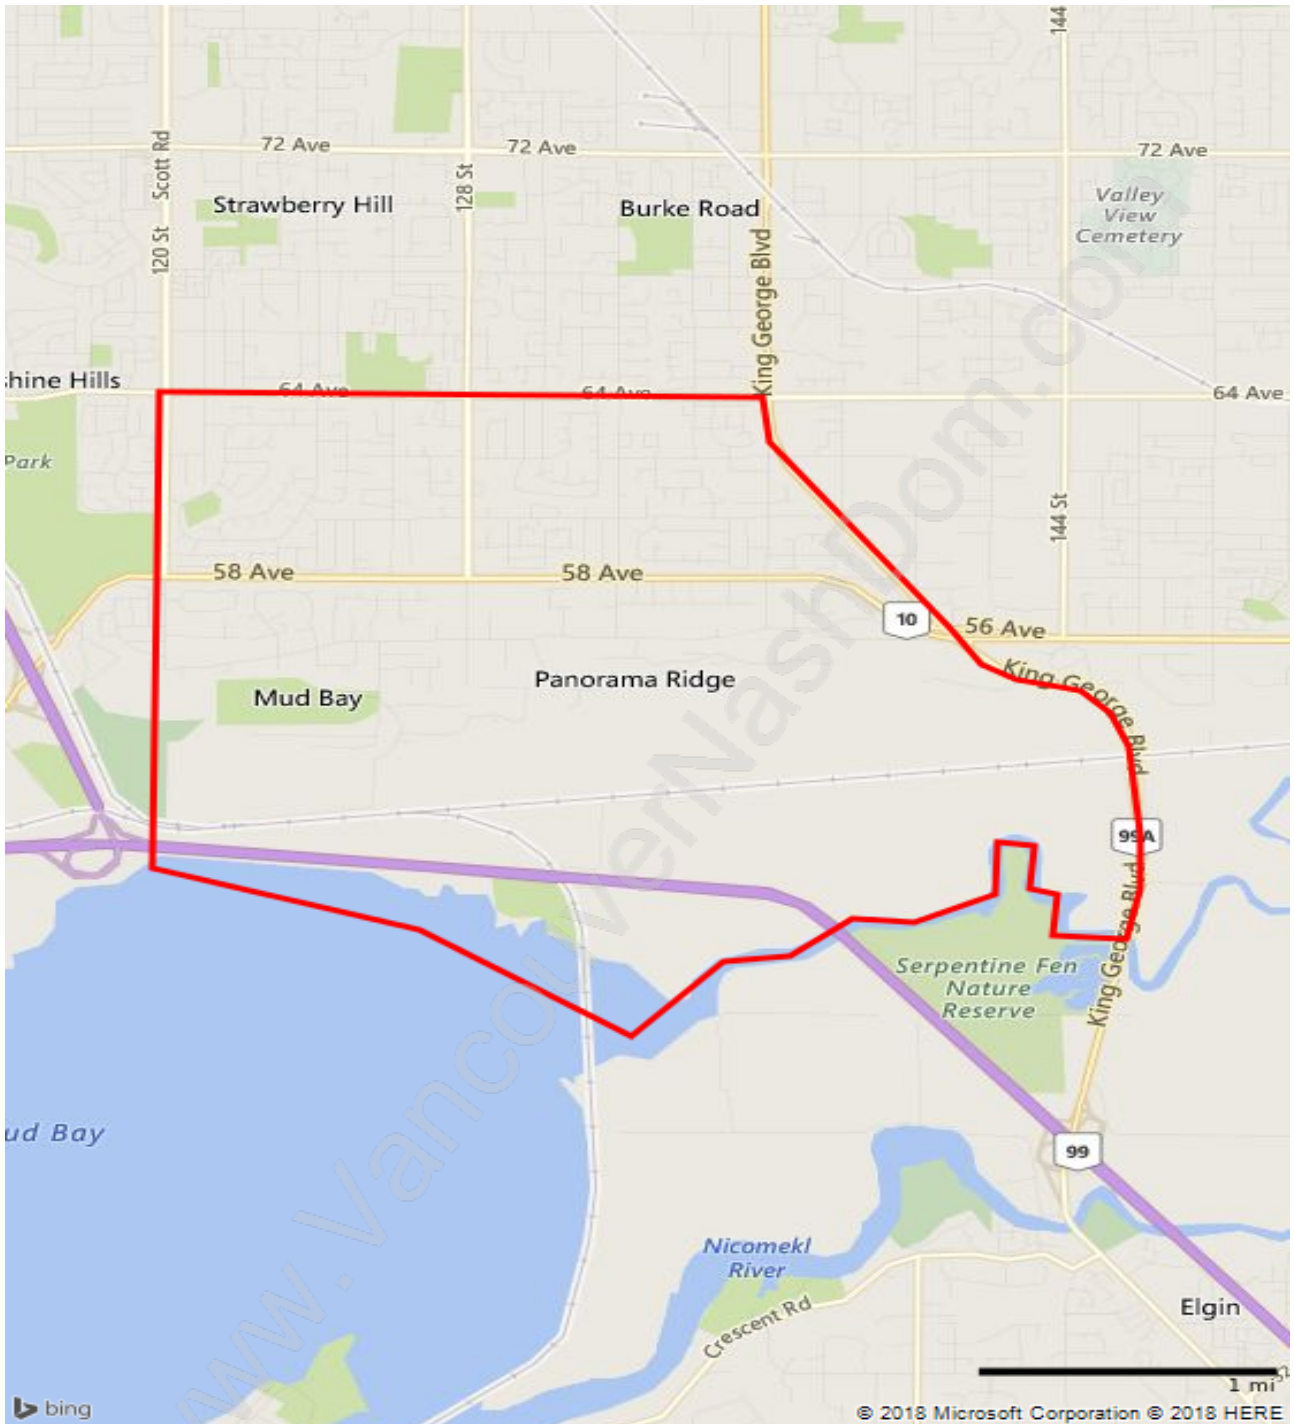 144
Scott Rd
72 Ave
72 Ave
72 Ave
128 St
Strawberry Hill
Burke Road
Valley
View
Cemetery
120 St
King George Blvd
hine Hills
64 Ave
64 Ave
64 Ave
Park
144 St
58 Ave
58 Ave
10
56 Ave
King George Blvd
Panorama Ridge
Mud Bay
99A
King George Blvd
Serpentine Fen
Nature
Reserve
ud Bay
99
Nicomekl
River
Crescent Rd
Elgin
1 mi
bing
© 2018 Microsoft Corporation © 2018 HERE